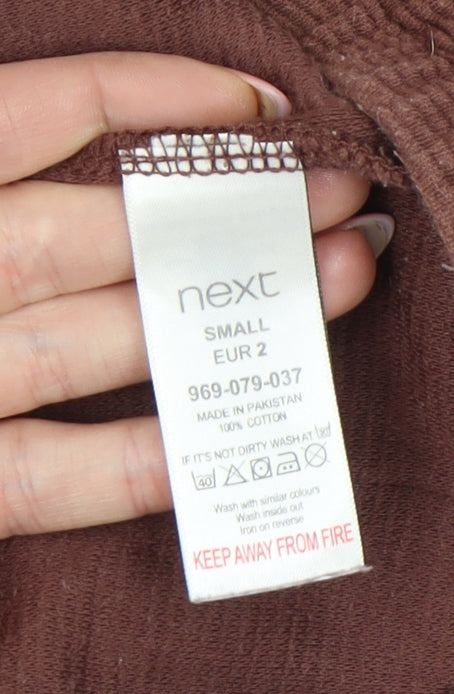 next
SMALL
EUR 2
969-079-037
MADE IN PAKISTAN
100% COTTON
IF IT'S NOT DIRTY WASH AT 30
40
Wash with similar colours
Wash inside out
Iron on reverse
KEEP AWAY FROM FIRE